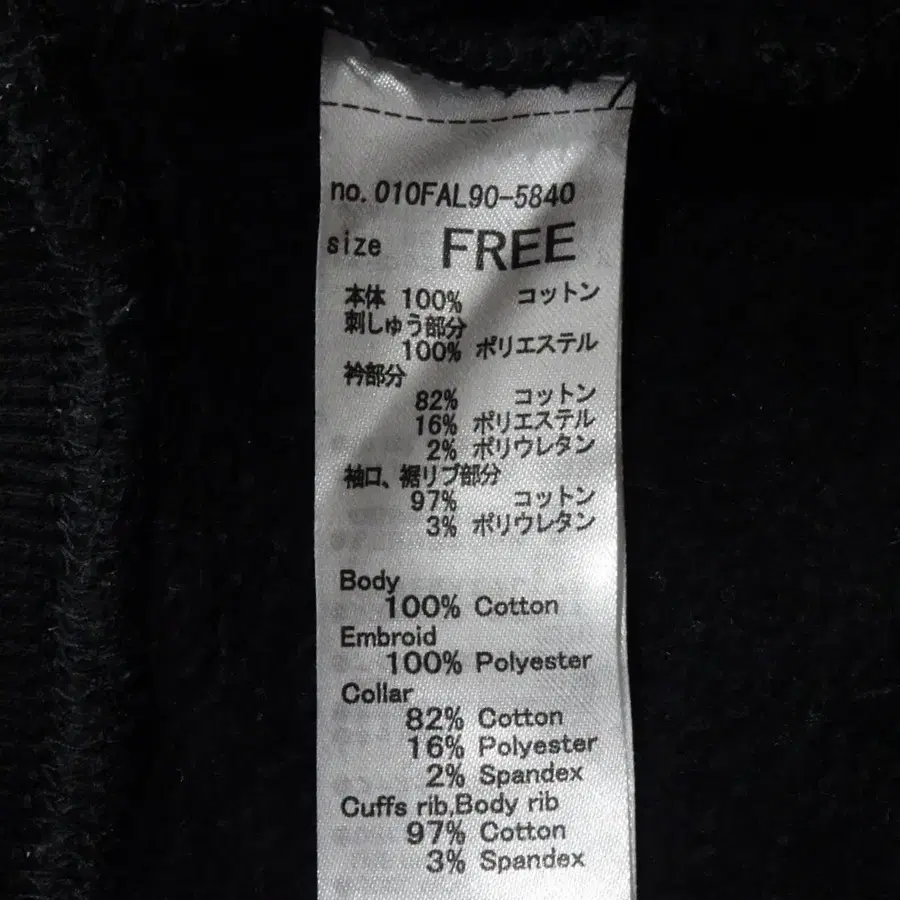 no. 010FAL90-5840
size FREE
本体 100% コットン
刺しゅう部分
100% ポリエステル
衿部分
82% コットン
16% ポリエステル
2% ポリウレタン
袖口、裾リブ部分
97% コットン
3% ポリウレタン
Body
100% Cotton
Embroid
100% Polyester
Collar
82% Cotton
16% Polyester
2% Spandex
Cuffs rib,Body rib
97% Cotton
3% Spandex